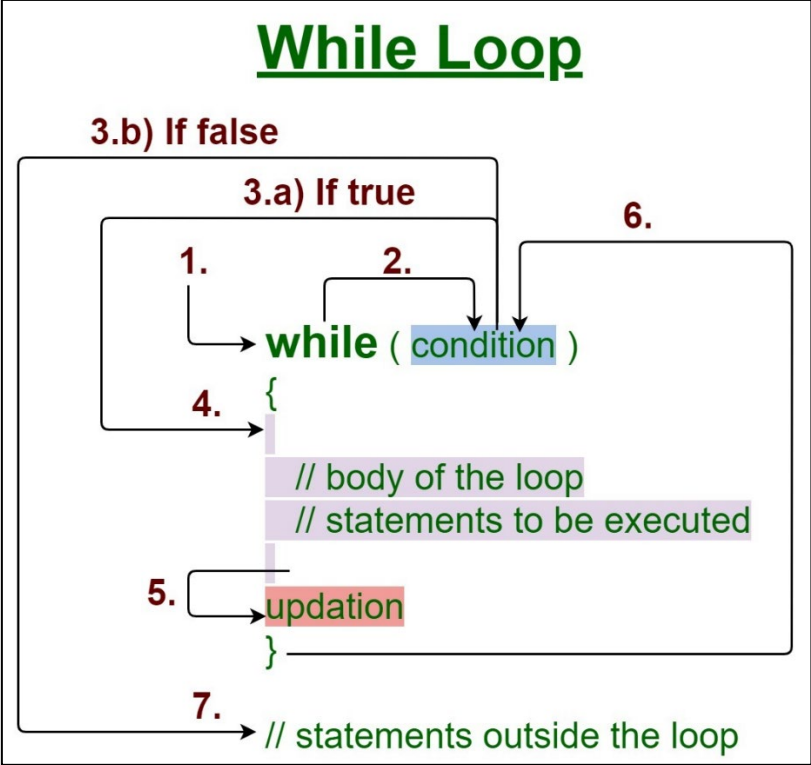 While Loop
3.b) If false
3.a) If true
6.
1.
2.
while ( condition )
{
4.
// body of the loop
// statements to be executed
5.
updation
}
7.
// statements outside the loop